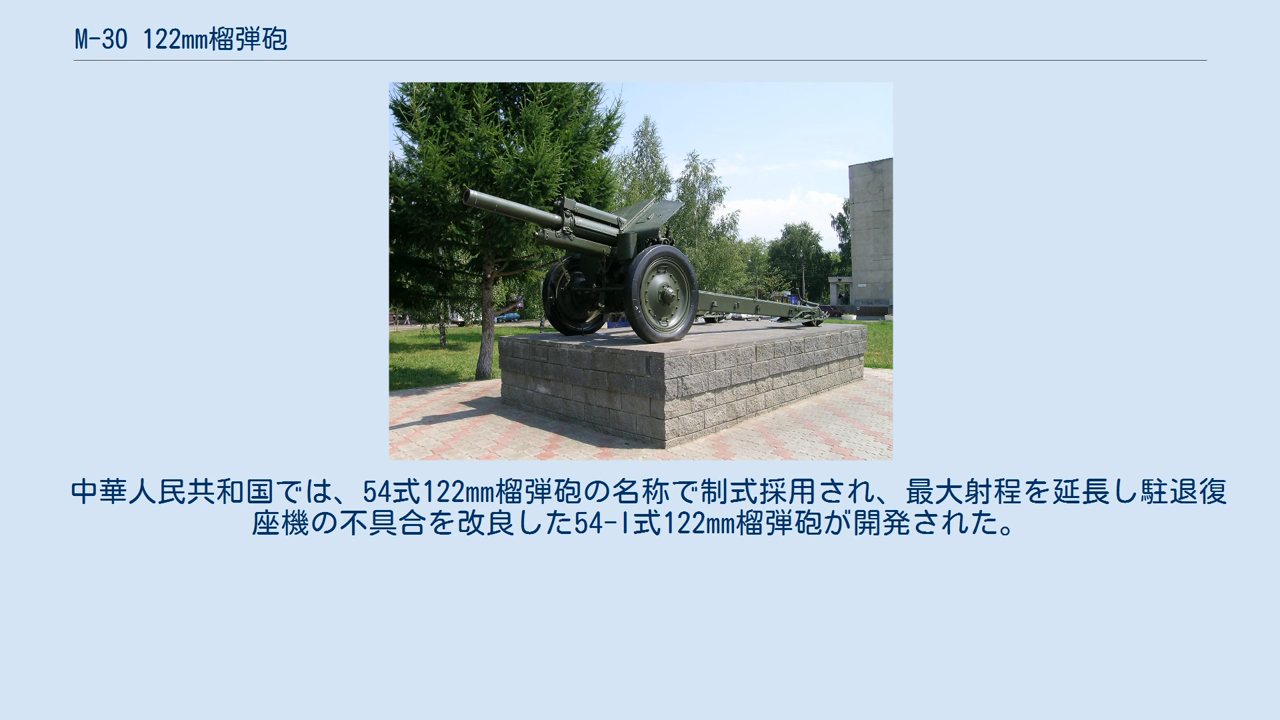 M-30 122mm榴弾砲
中華人民共和国では、54式122mm榴弾砲の名称で制式採用され、最大射程を延長し駐退復
座機の不具合を改良した54-I式122mm榴弾砲が開発された。